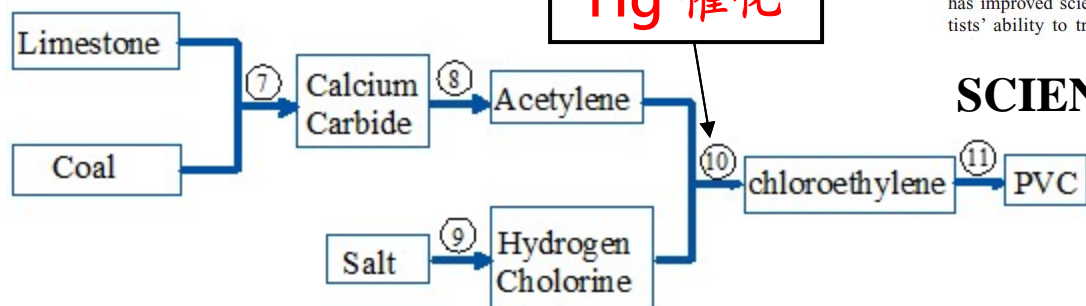 Hg 催化
has improved scie
tists' ability to tr
SCIEN
Limestone
Coal
⑦
Calcium
Carbide
⑧
Acetylene
Salt
⑨
Hydrogen
Cholorine
⑩
chloroethylene
⑪
PVC